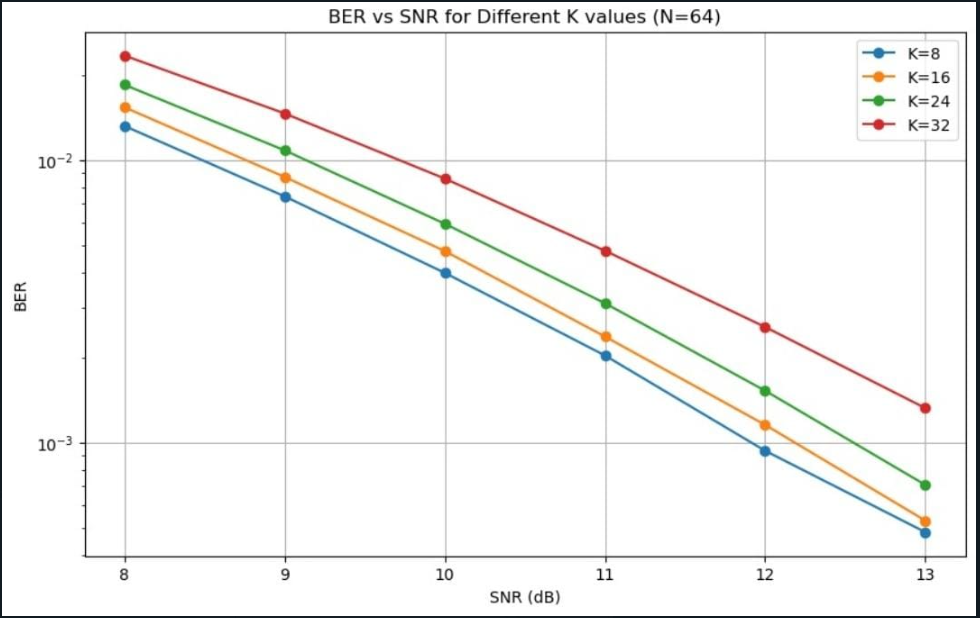 BER vs SNR for Different K values (N=64)
K=8
K=16
K=24
K=32
10⁻²
10⁻³
BER
8 9 10 11 12 13
SNR (dB)